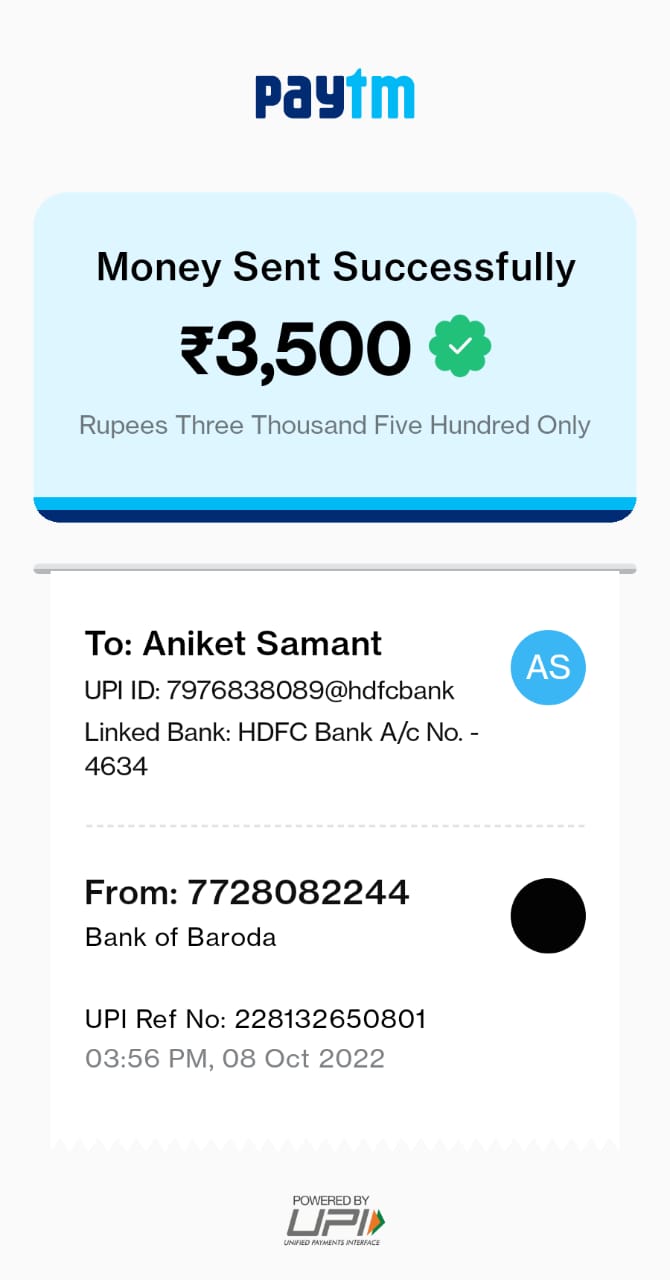 paytm
Money Sent Successfully
₹3,500
Rupees Three Thousand Five Hundred Only
To: Aniket Samant
AS
UPI ID: 7976838089@hdfcbank
Linked Bank: HDFC Bank A/c No. -
4634
From: 7728082244
Bank of Baroda
UPI Ref No: 228132650801
03:56 PM, 08 Oct 2022
POWERED BY
UPI
UNIFIED PAYMENTS INTERFACE